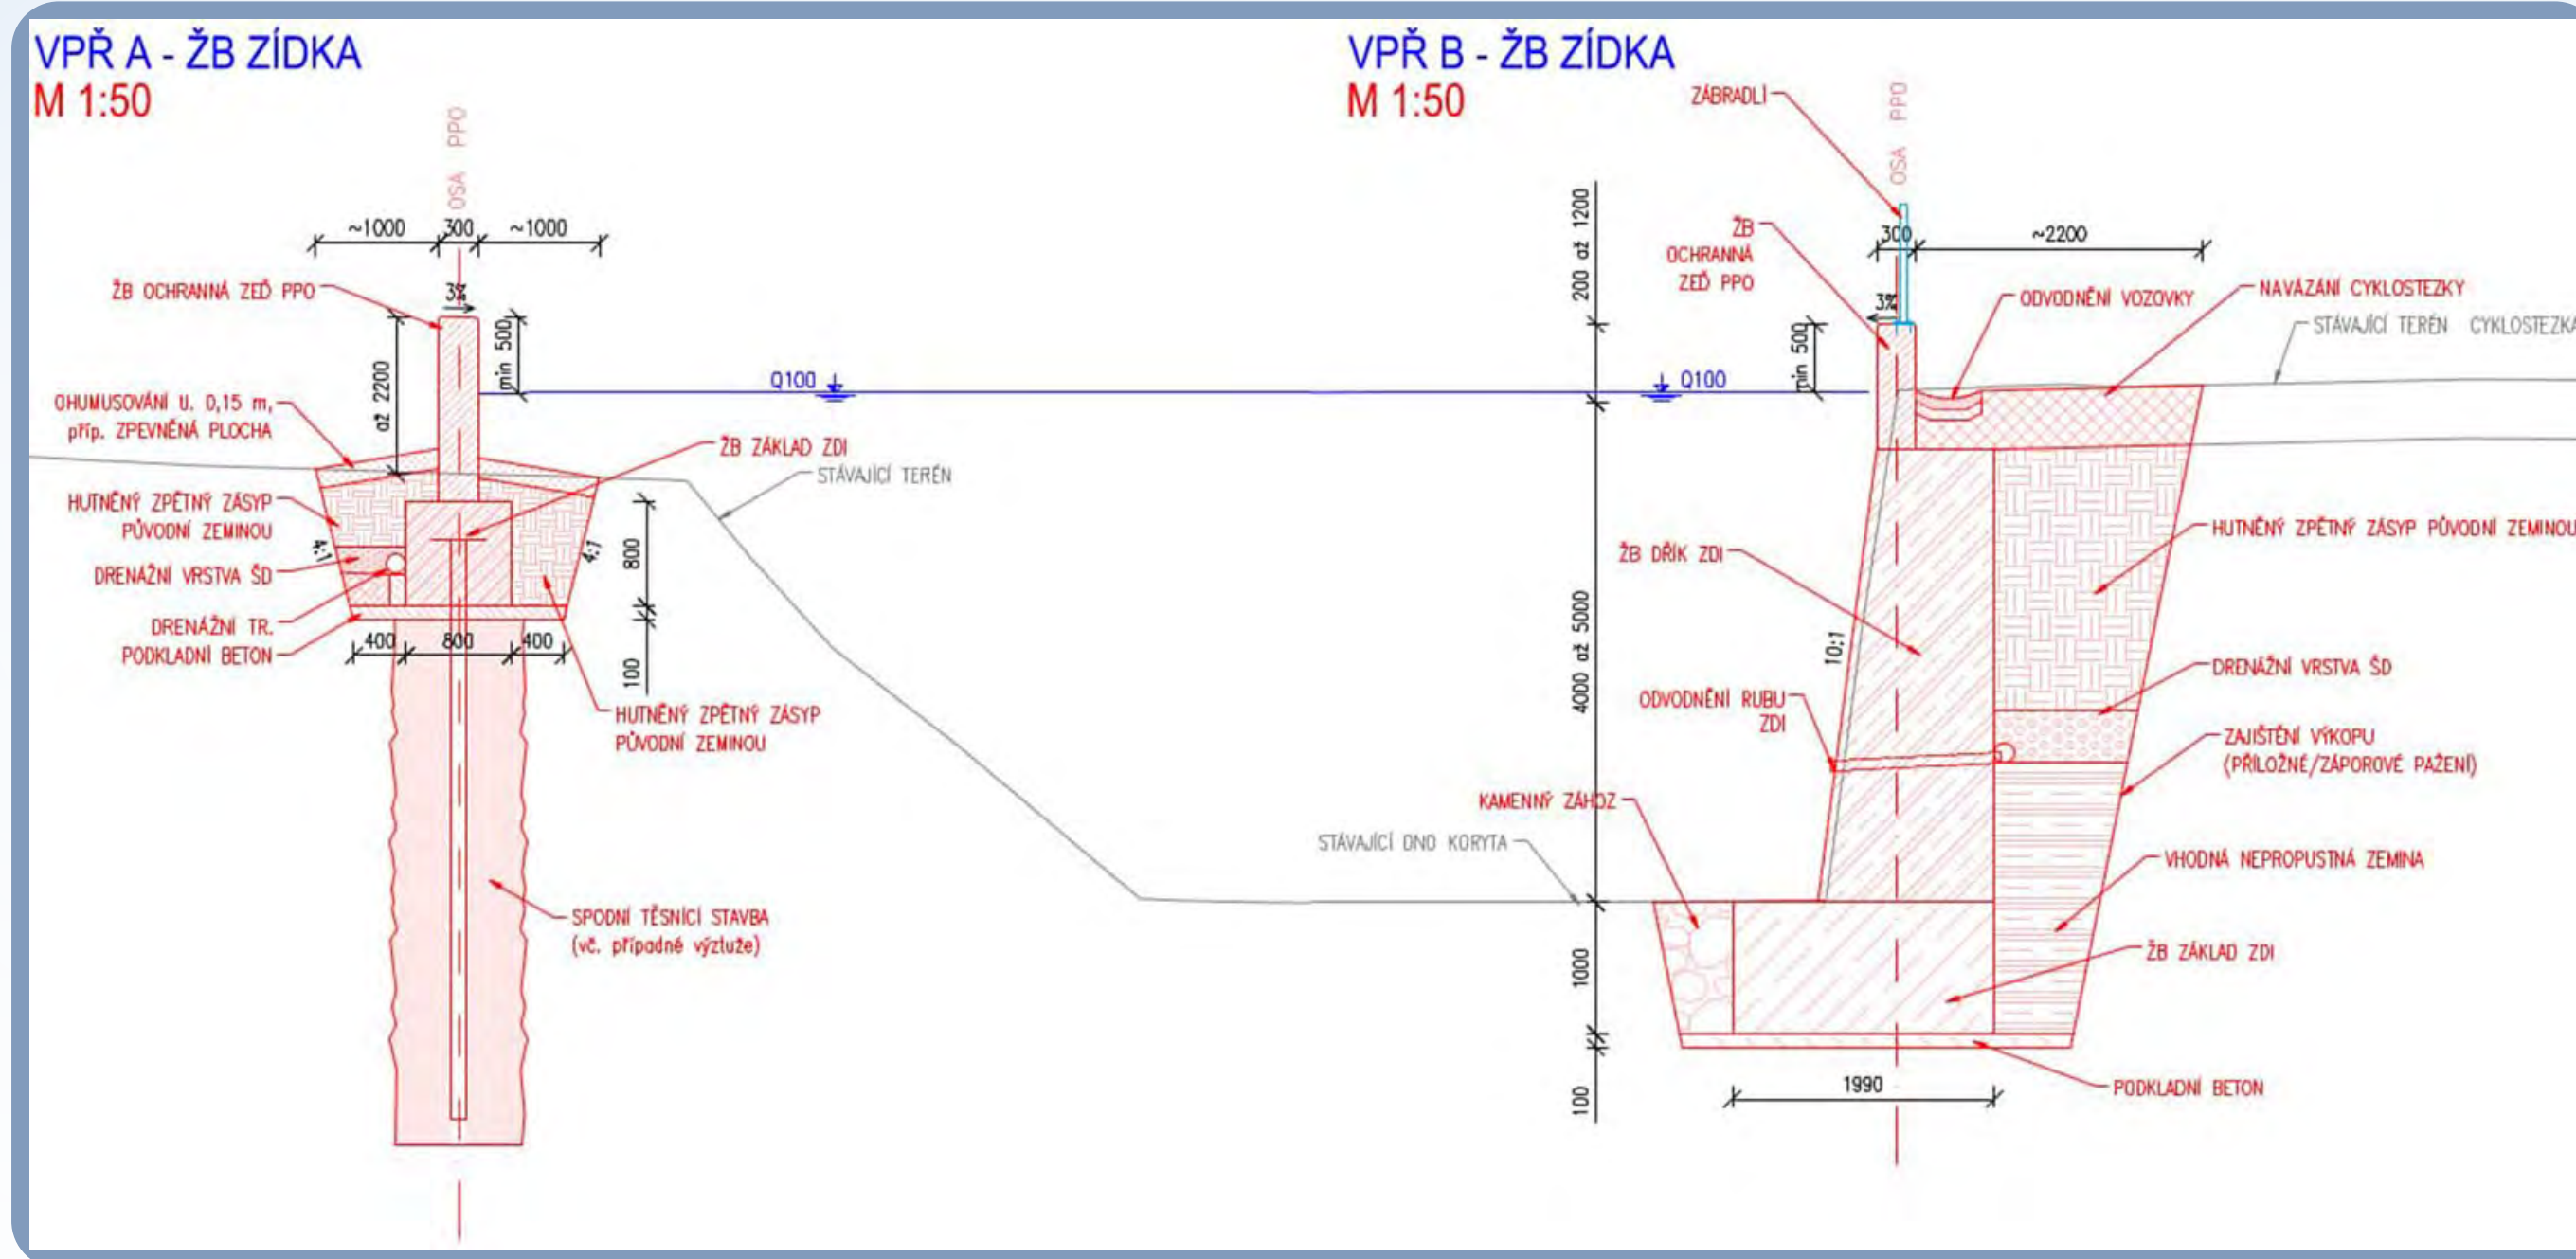 VPŘ A - ŽB ZÍDKA
M 1:50
OSA PPO
~1000
300
~1000
ŽB OCHRANNÁ ZEĎ PPO
3%
až 2200
min 500
Q100
OHUMUSOVÁNÍ tl. 0,15 m,
příp. ZPEVNĚNÁ PLOCHA
ŽB ZÁKLAD ZDI
STÁVAJÍCÍ TERÉN
HUTNĚNÝ ZPĚTNÝ ZÁSYP
PŮVODNÍ ZEMINOU
4:1
4:1
800
DRENÁŽNÍ VRSTVA ŠD
DRENÁŽNÍ TR.
PODKLADNÍ BETON
400
800
400
100
HUTNĚNÝ ZPĚTNÝ ZÁSYP
PŮVODNÍ ZEMINOU
SPODNÍ TĚSNÍCÍ STAVBA
(vč. případné výztuže)
VPŘ B - ŽB ZÍDKA
M 1:50
ZÁBRADLÍ
OSA PPO
200 až 1200
ŽB
OCHRANNÁ
ZEĎ PPO
300
~2200
ODVODNĚNÍ VOZOVKY
NAVÁZÁNÍ CYKLOSTEZKY
STÁVAJÍCÍ TERÉN CYKLOSTEZKA
3%
min 500
Q100
HUTNĚNÝ ZPĚTNÝ ZÁSYP PŮVODNÍ ZEMINOU
ŽB DŘÍK ZDI
4000 až 5000
10:1
DRENÁŽNÍ VRSTVA ŠD
ODVODNĚNÍ RUBU
ZDI
ZAJIŠTĚNÍ VÝKOPU
(PŘÍLOŽNÉ/ZÁPOROVÉ PAŽENÍ)
KAMENNÝ ZÁHOZ
STÁVAJÍCÍ DNO KORYTA
VHODNÁ NEPROPUSTNÁ ZEMINA
1000
ŽB ZÁKLAD ZDI
100
1990
PODKLADNÍ BETON